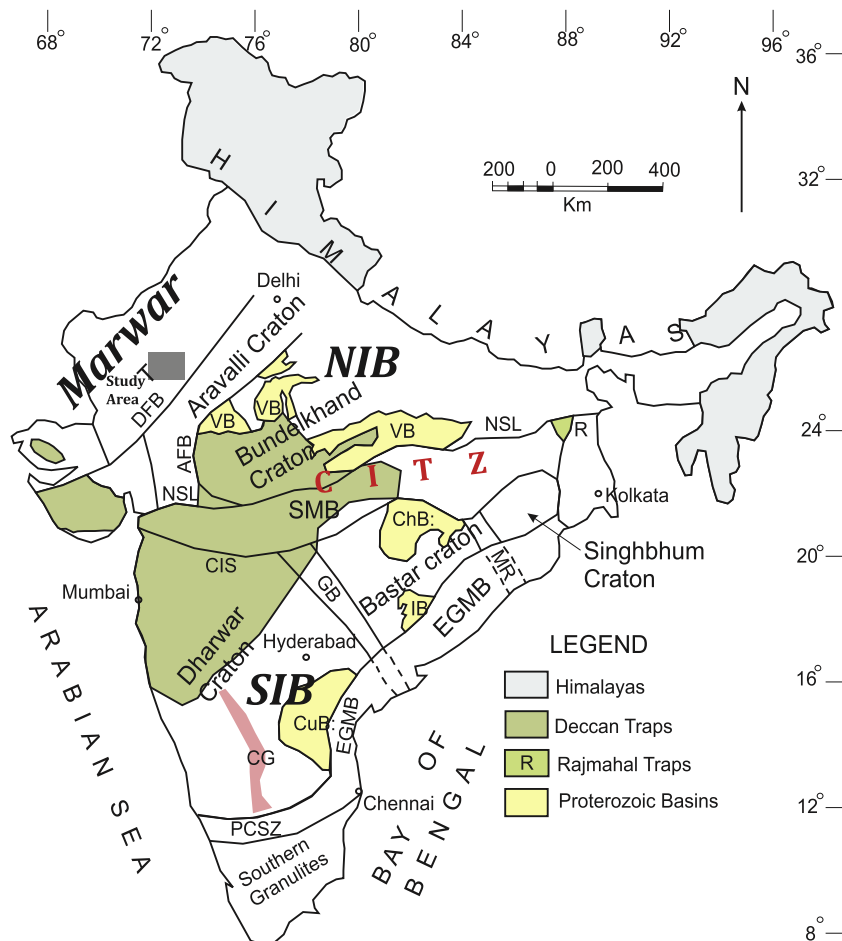 68° 72° 76° 80° 84° 88° 92° 96°
36°
N
200 0 200 400
Km
32°
H I M A L A Y A S
Delhi
Marwar
Aravalli Craton
NIB
T
Study
Area
DFB
VB
VB
Bundelkhand
Craton
VB
NSL
R
24°
AFB
C I T Z
NSL
SMB
Kolkata
ChB:
CIS
Singhbhum
Craton
20°
Mumbai
GB
Bastar craton
MR
IB
EGMB
ARABIAN SEA
Dharwar
Craton
Hyderabad
SIB
CuB:
EGMB
16°
CG
LEGEND
Himalayas
Deccan Traps
R Rajmahal Traps
Proterozoic Basins
BAY OF
BENGAL
Chennai
12°
PCSZ
Southern
Granulites
8°